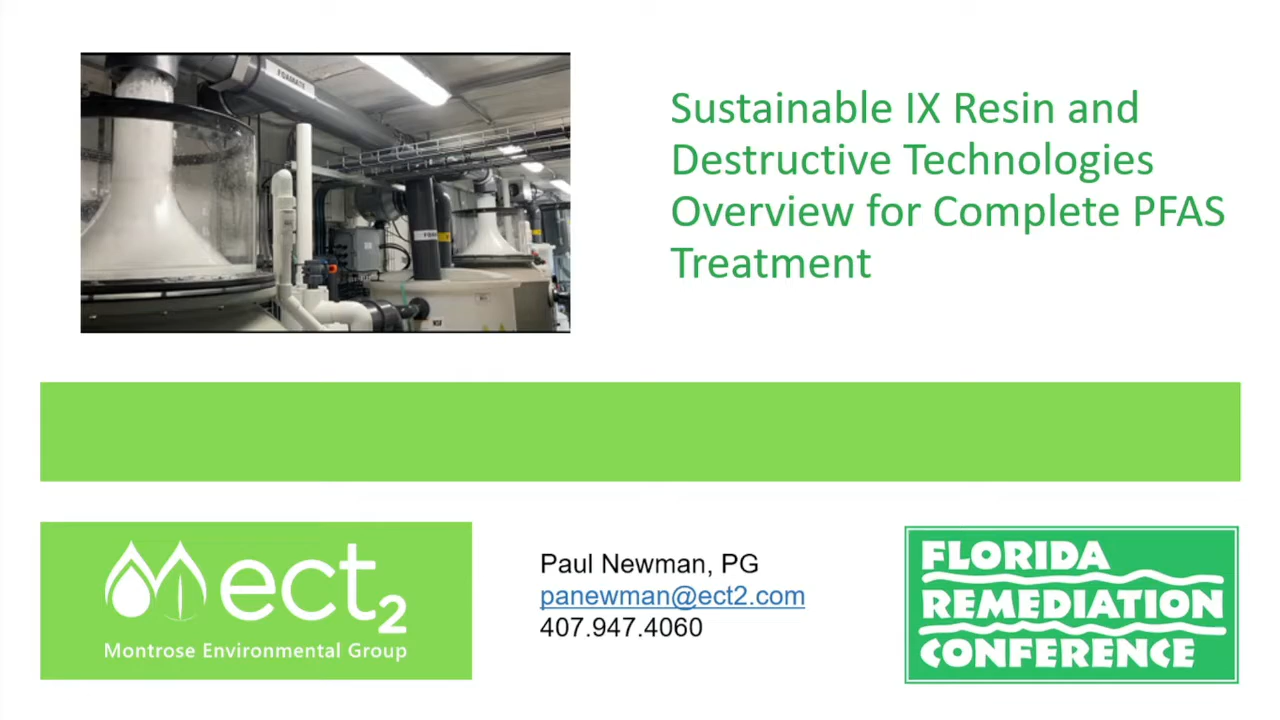 FOAMATE
Sustainable IX Resin and
Destructive Technologies
Overview for Complete PFAS
Treatment
ect2
Montrose Environmental Group
Paul Newman, PG
panewman@ect2.com
407.947.4060
FLORIDA
REMEDIATION
CONFERENCE